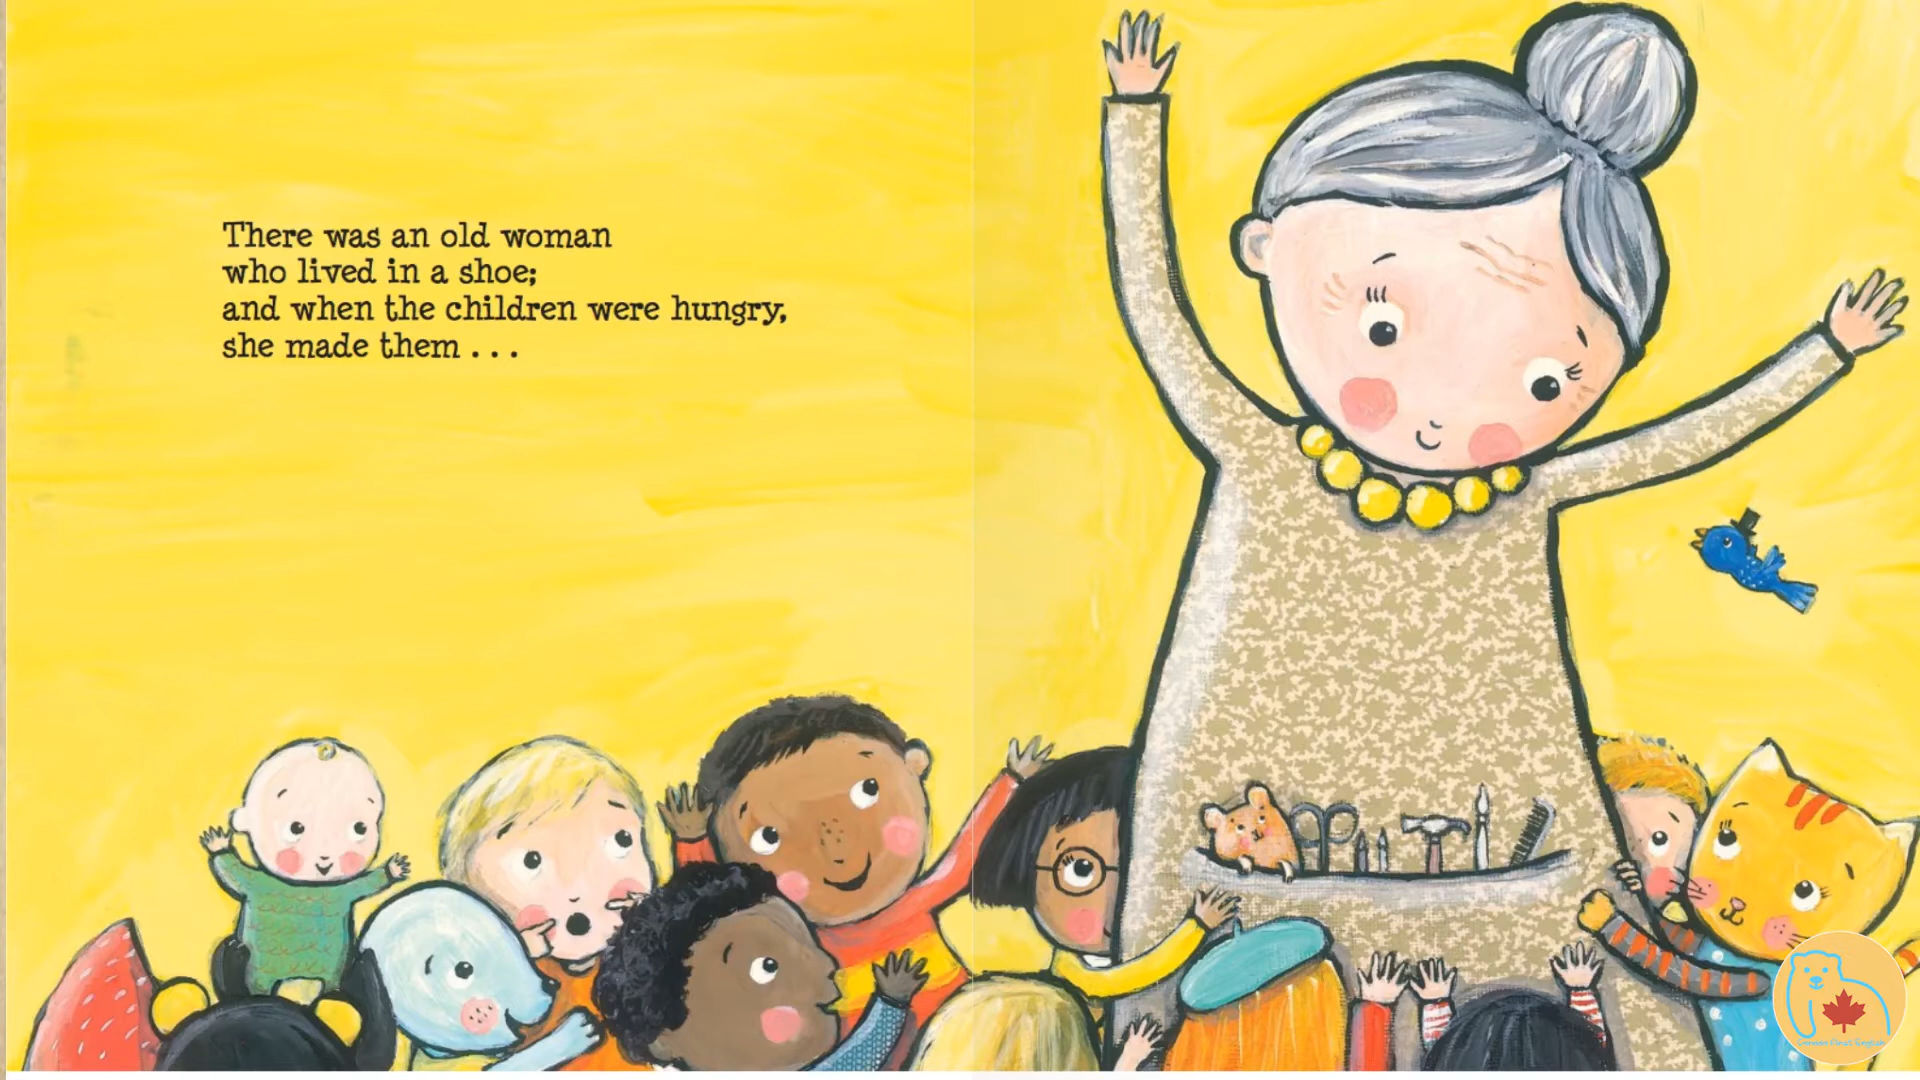 There was an old woman
who lived in a shoe;
and when the children were hungry,
she made them . . .